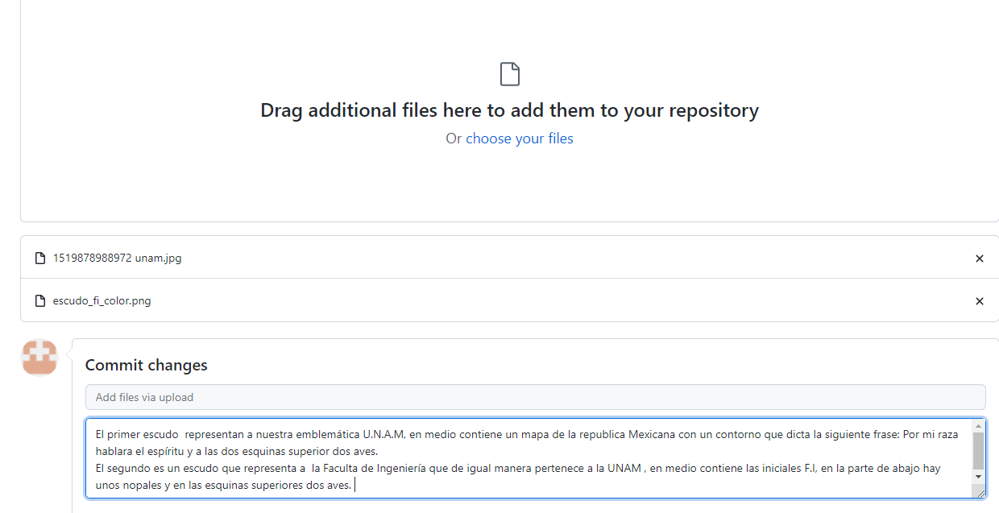 Drag additional files here to add them to your repository
Or choose your files
1519878988972 unam.jpg
escudo_fi_color.png
Commit changes
Add files via upload
El primer escudo  representan a nuestra emblemática U.N.A.M, en medio contiene un mapa de la republica Mexicana con un contorno que dicta la siguiente frase: Por mi raza
hablara el espíritu y a las dos esquinas superior dos aves.
El segundo es un escudo que representa a  la Faculta de Ingeniería que de igual manera pertenece a la UNAM , en medio contiene las iniciales F.I, en la parte de abajo hay
unos nopales y en las esquinas superiores dos aves.